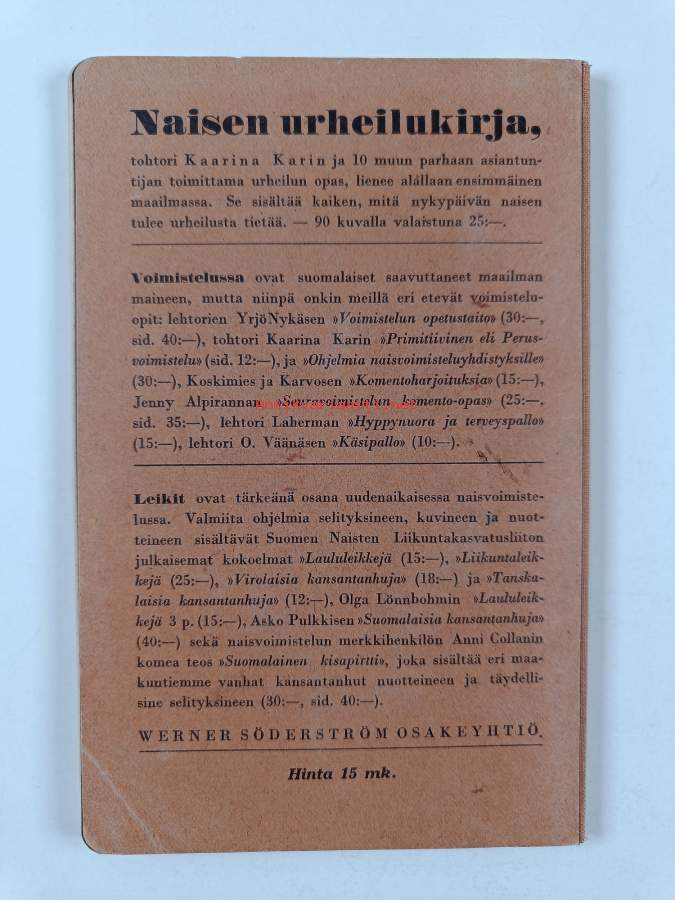 Naisen urheilukirja,
tohtori Kaarina Karin ja 10 muun parhaan asiantun-
tijan toimittama urheilun opas, lienee alallaan ensimmäinen
maailmassa. Se sisältää kaiken, mitä nykypäivän naisen
tulee urheilusta tietää. — 90 kuvalla valaistuna 25:—.
Voimistelussa ovat suomalaiset saavuttaneet maailman
maineen, mutta niinpä onkin meillä eri etevät voimistelu-
opit: lehtorien Yrjö Nykäsen »Voimistelun opetustaito» (30:—,
sid. 40:—), tohtori Kaarina Karin »Primitiivinen eli Perus-
voimistelu» (sid. 12:—), ja »Ohjelmia naisvoimisteluyhdistyksille»
(30:—), Koskimies ja Karvosen »Komentoharjoituksia» (15:—),
Jenny Alpirannan »Seuravoimistelun komento-opas» (25:—,
sid. 35:—), lehtori Laherman »Hyppynuora ja terveyspallo»
(15:—), lehtori O. Väänäsen »Käsipallo» (10:—).
Leikit ovat tärkeänä osana uudenaikaisessa naisvoimiste-
lussa. Valmiita ohjelmia selityksineen, kuvineen ja nuot-
teineen sisältävät Suomen Naisten Liikuntakasvatusliiton
julkaisemat kokoelmat »Laululeikkejä (15:—), »Liikuntaleik-
kejä (25:—), »Virolaisia kansantanhuja» (18:—) ja »Tanska-
laisia kansantanhuja» (12:—), Olga Lönnbohmin »Laululeik-
kejä 3 p. (15:—), Asko Pulkkisen »Suomalaisia kansantanhuja»
(40:—) sekä naisvoimistelun merkkihenkilön Anni Collanin
komea teos »Suomalainen kisapirtti», joka sisältää eri maa-
kuntiemme vanhat kansantanhut nuotteineen ja täydelli-
sine selityksineen (30:—, sid. 40:—).
WERNER SÖDERSTRÖM OSAKEYHTIÖ.
Hinta 15 mk.